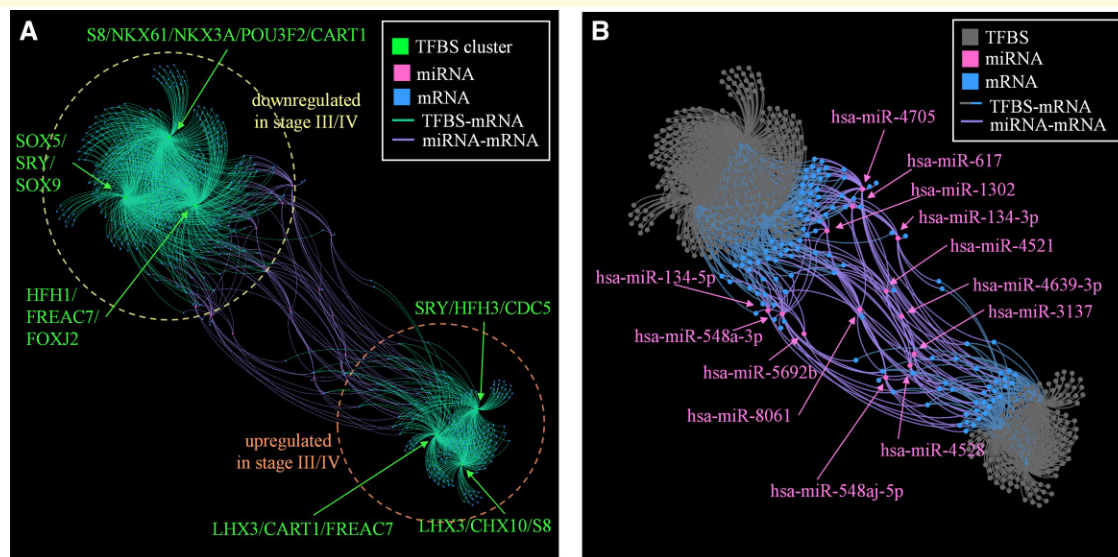 A
S8/NKX61/NKX3A/POU3F2/CART1
TFBS cluster
miRNA
mRNA
TFBS-mRNA
miRNA-mRNA
downregulated
in stage III/IV
SOX5/
SRY/
SOX9
HFH1/
FREAC7/
FOXJ2
SRY/HFH3/CDC5
upregulated
in stage III/IV
LHX3/CART1/FREAC7
LHX3/CHX10/S8
B
TFBS
miRNA
mRNA
TFBS-mRNA
miRNA-mRNA
hsa-miR-4705
hsa-miR-617
hsa-miR-1302
hsa-miR-134-3p
hsa-miR-4521
hsa-miR-134-5p
hsa-miR-4639-3p
hsa-miR-3137
hsa-miR-548a-3p
hsa-miR-5692b
hsa-miR-8061
hsa-miR-4528
hsa-miR-548aj-5p